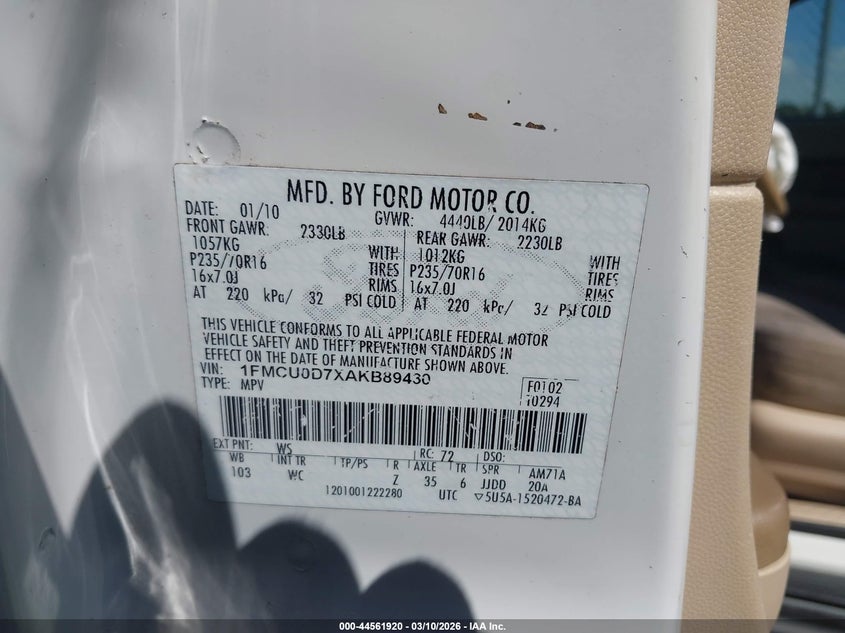 MFD. BY FORD MOTOR CO.
DATE: 01/10 GVWR: 4440LB/ 2014KG
FRONT GAWR: 2330LB REAR GAWR: 2230LB
1057KG WITH 1012KG WITH
P235/70R16 TIRES P235/70R16 TIRES
16x7.0J RIMS 16x7.0J RIMS
AT 220 kPa/ 32 PSI COLD AT 220 kPa/ 32 PSI COLD
THIS VEHICLE CONFORMS TO ALL APPLICABLE FEDERAL MOTOR
VEHICLE SAFETY AND THEFT PREVENTION STANDARDS IN
EFFECT ON THE DATE OF MANUFACTURE SHOWN ABOVE.
VIN: 1FMCU0D7XAKB89430
TYPE: MPV
F0102
10294
EXT PNT: WS RC: 72 DSO:
WB INT TR TP/PS R AXLE TR SPR AM71A
103 WC Z 35 6 JJDD 20A
1201001222280 UTC ▽5U5A-1520472-BA
000-44561920 — 03/10/2026 — IAA Inc.